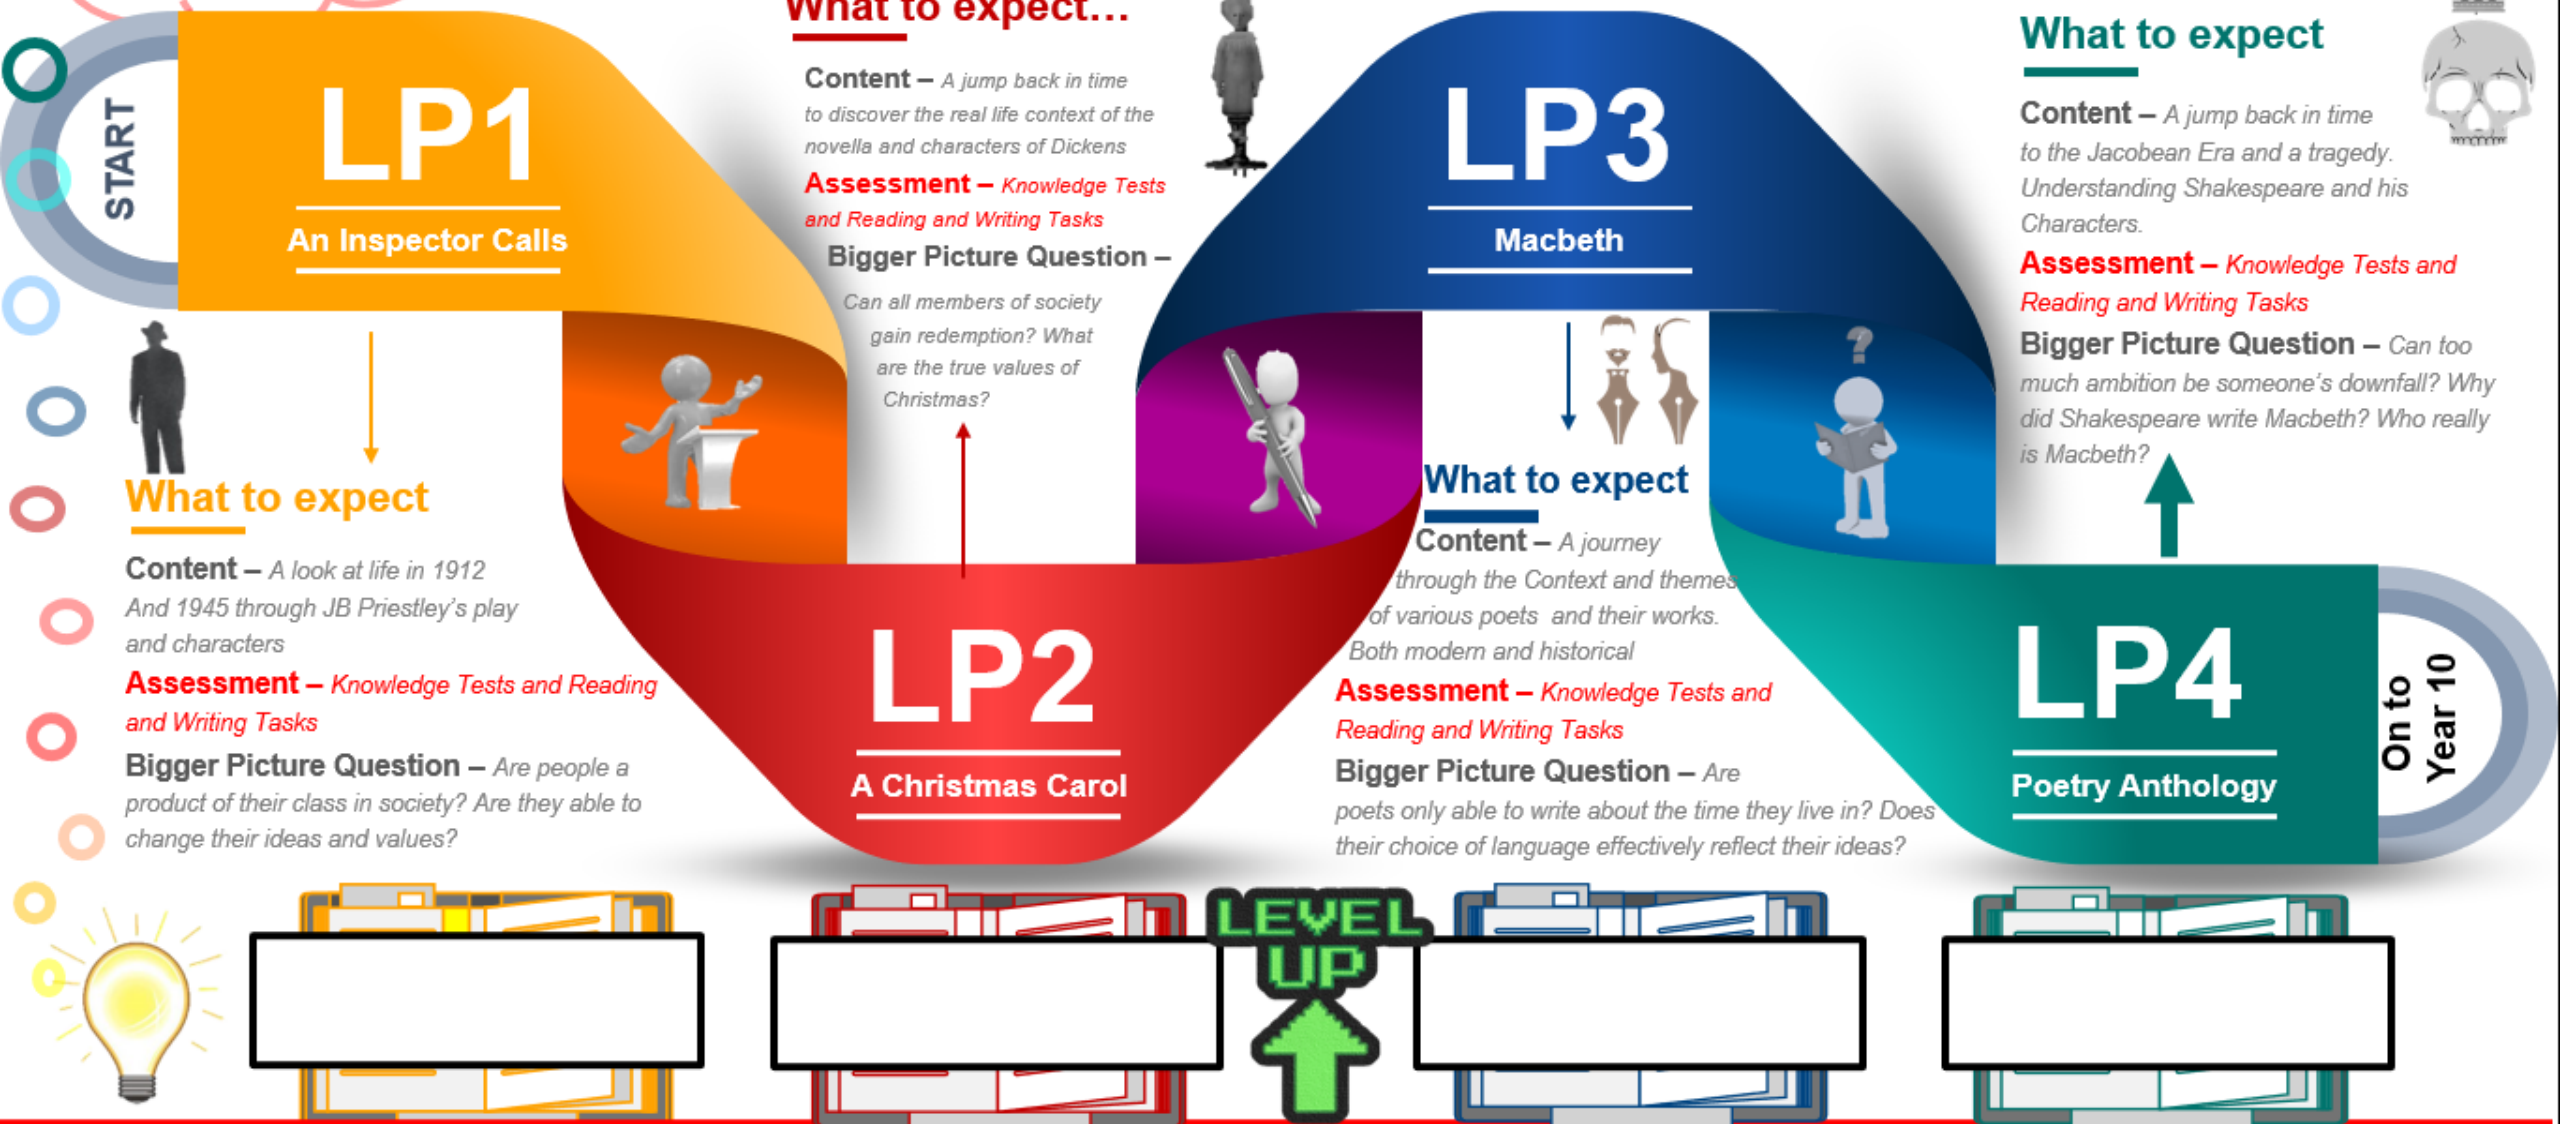 START
LP1
An Inspector Calls
What to expect
Content – A look at life in 1912
And 1945 through JB Priestley's play
and characters
Assessment – Knowledge Tests and Reading
and Writing Tasks
Bigger Picture Question – Are people a
product of their class in society? Are they able to
change their ideas and values?
What to expect...
Content – A jump back in time
to discover the real life context of the
novella and characters of Dickens
Assessment – Knowledge Tests
and Reading and Writing Tasks
Bigger Picture Question –
Can all members of society
gain redemption? What
are the true values of
Christmas?
LP2
A Christmas Carol
LP3
Macbeth
What to expect
Content – A journey
through the Context and themes
of various poets and their works.
Both modern and historical
Assessment – Knowledge Tests and
Reading and Writing Tasks
Bigger Picture Question – Are
poets only able to write about the time they live in? Does
their choice of language effectively reflect their ideas?
What to expect
Content – A jump back in time
to the Jacobean Era and a tragedy.
Understanding Shakespeare and his
Characters.
Assessment – Knowledge Tests and
Reading and Writing Tasks
Bigger Picture Question – Can too
much ambition be someone's downfall? Why
did Shakespeare write Macbeth? Who really
is Macbeth?
?
LP4
Poetry Anthology
On to
Year 10
LEVEL
UP